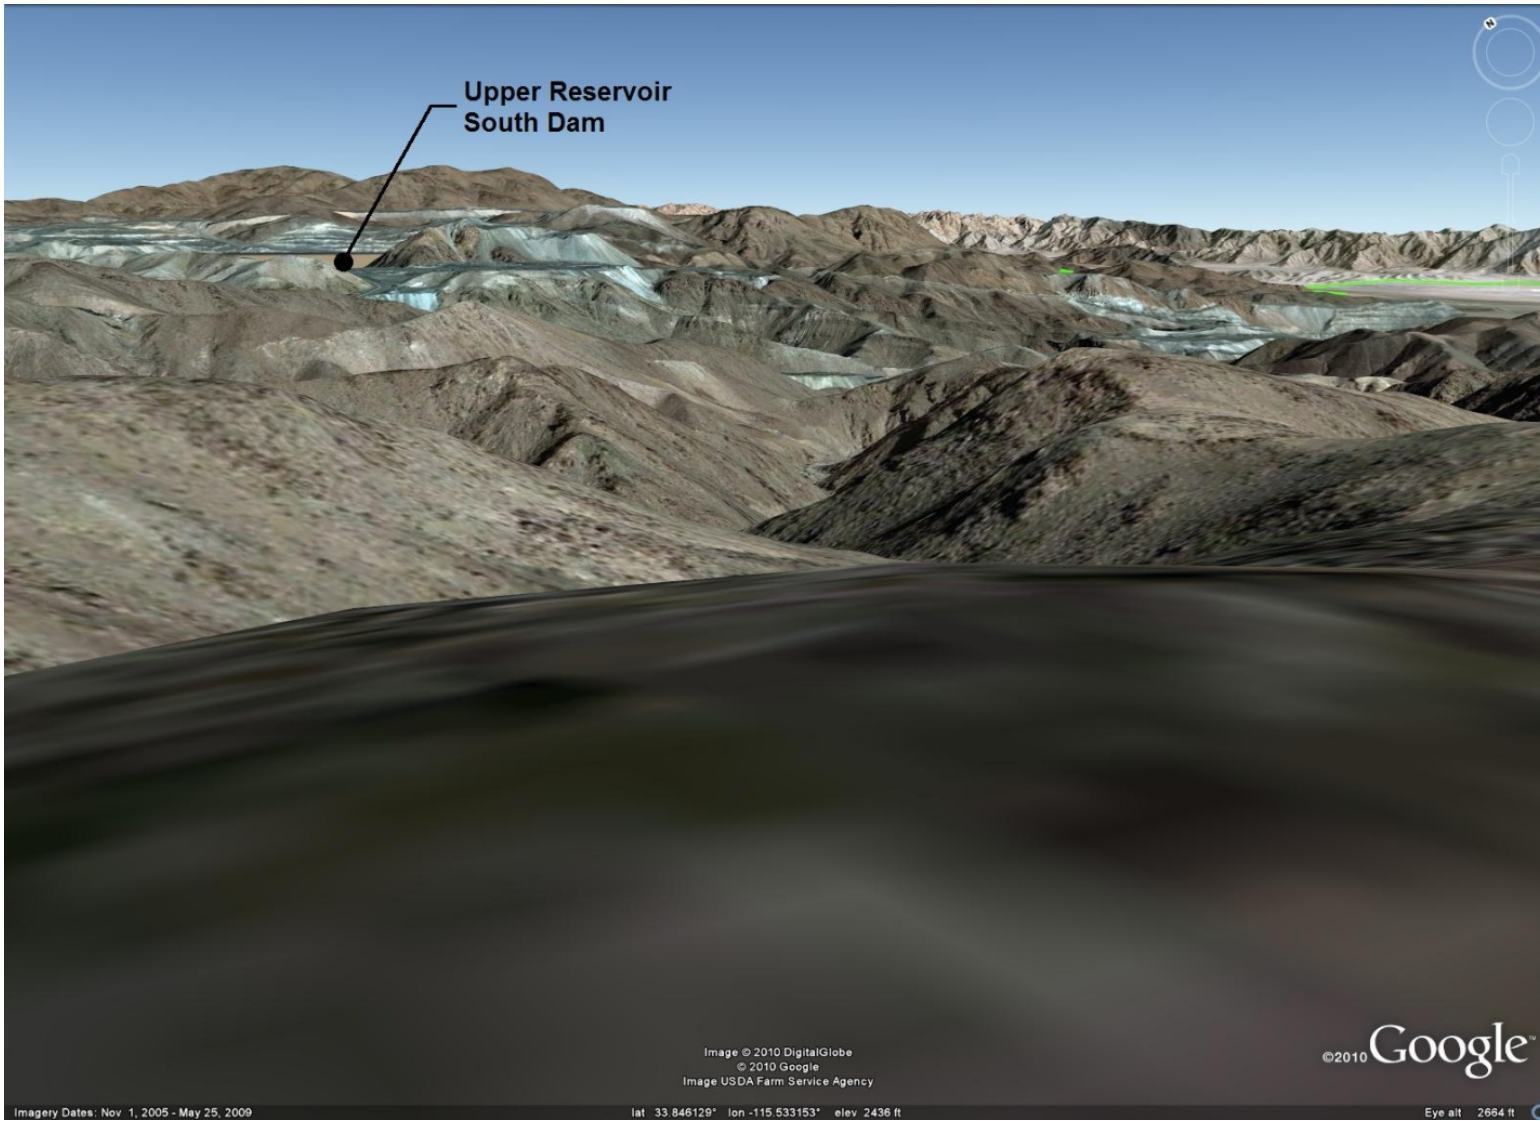 N
Upper Reservoir
South Dam
Image © 2010 DigitalGlobe
© 2010 Google
Image USDA Farm Service Agency
©2010 Google™
Imagery Dates: Nov 1, 2005 - May 25, 2009
lat 33.846129° lon -115.533153° elev 2436 ft
Eye alt 2664 ft